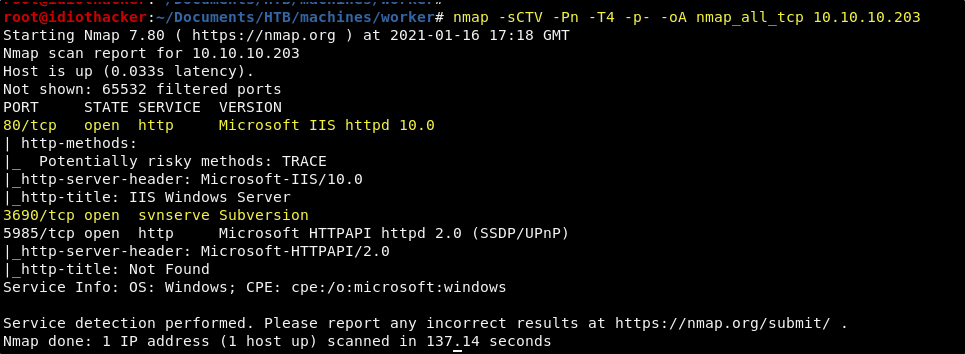 root@idiothacker:~/Documents/HTB/machines/worker#
root@idiothacker:~/Documents/HTB/machines/worker# nmap -sCTV -Pn -T4 -p- -oA nmap_all_tcp 10.10.10.203
Starting Nmap 7.80 ( https://nmap.org ) at 2021-01-16 17:18 GMT
Nmap scan report for 10.10.10.203
Host is up (0.033s latency).
Not shown: 65532 filtered ports
PORT     STATE SERVICE  VERSION
80/tcp   open  http     Microsoft IIS httpd 10.0
| http-methods:
|_  Potentially risky methods: TRACE
|_http-server-header: Microsoft-IIS/10.0
|_http-title: IIS Windows Server
3690/tcp open  svnserve Subversion
5985/tcp open  http     Microsoft HTTPAPI httpd 2.0 (SSDP/UPnP)
|_http-server-header: Microsoft-HTTPAPI/2.0
|_http-title: Not Found
Service Info: OS: Windows; CPE: cpe:/o:microsoft:windows

Service detection performed. Please report any incorrect results at https://nmap.org/submit/ .
Nmap done: 1 IP address (1 host up) scanned in 137.14 seconds